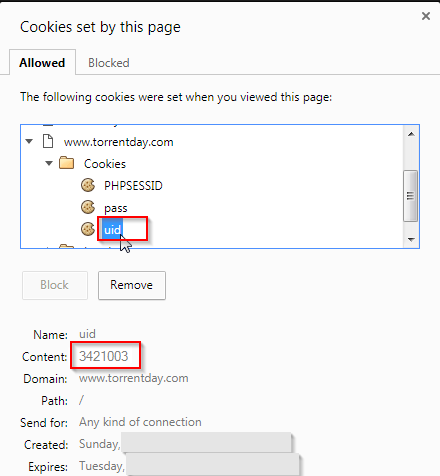 Cookies set by this page
Allowed Blocked
The following cookies were set when you viewed this page:
www.torrentday.com
Cookies
PHPSESSID
pass
uid
Block Remove
Name: uid
Content: 3421003
Domain: www.torrentday.com
Path: /
Send for: Any kind of connection
Created: Sunday,
Expires: Tuesday,